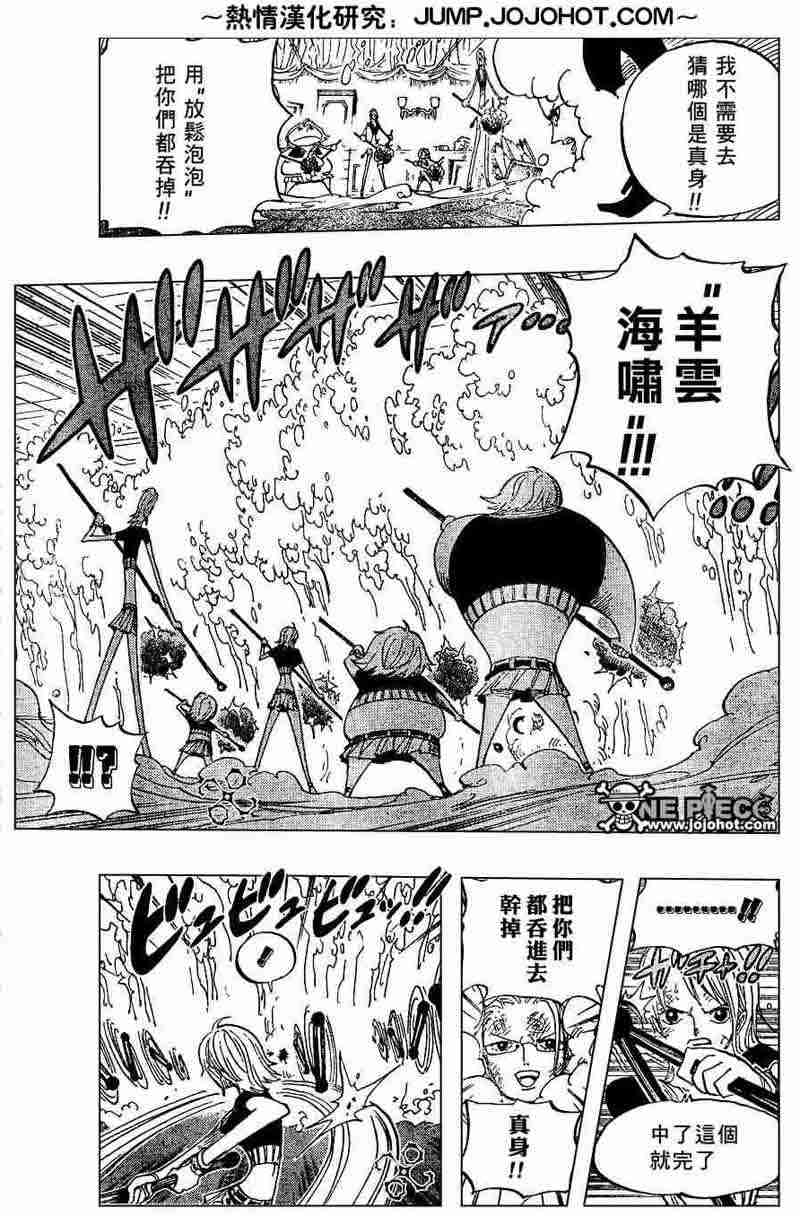 ～熱情漢化研究：JUMP.JOJOHOT.COM～
我不需要去
猜哪個是
真身!!
用"放鬆泡泡"
把你們都吞掉!!
"羊雲
海嘯"!!!
ザザザザァ…
!!?
ONE PIECE
www.jojohot.com
………!!
ガチャ!!
中了這個
就完了
把你們
都吞進去
幹掉
真身!!
ビュビュビュッ!!
!!